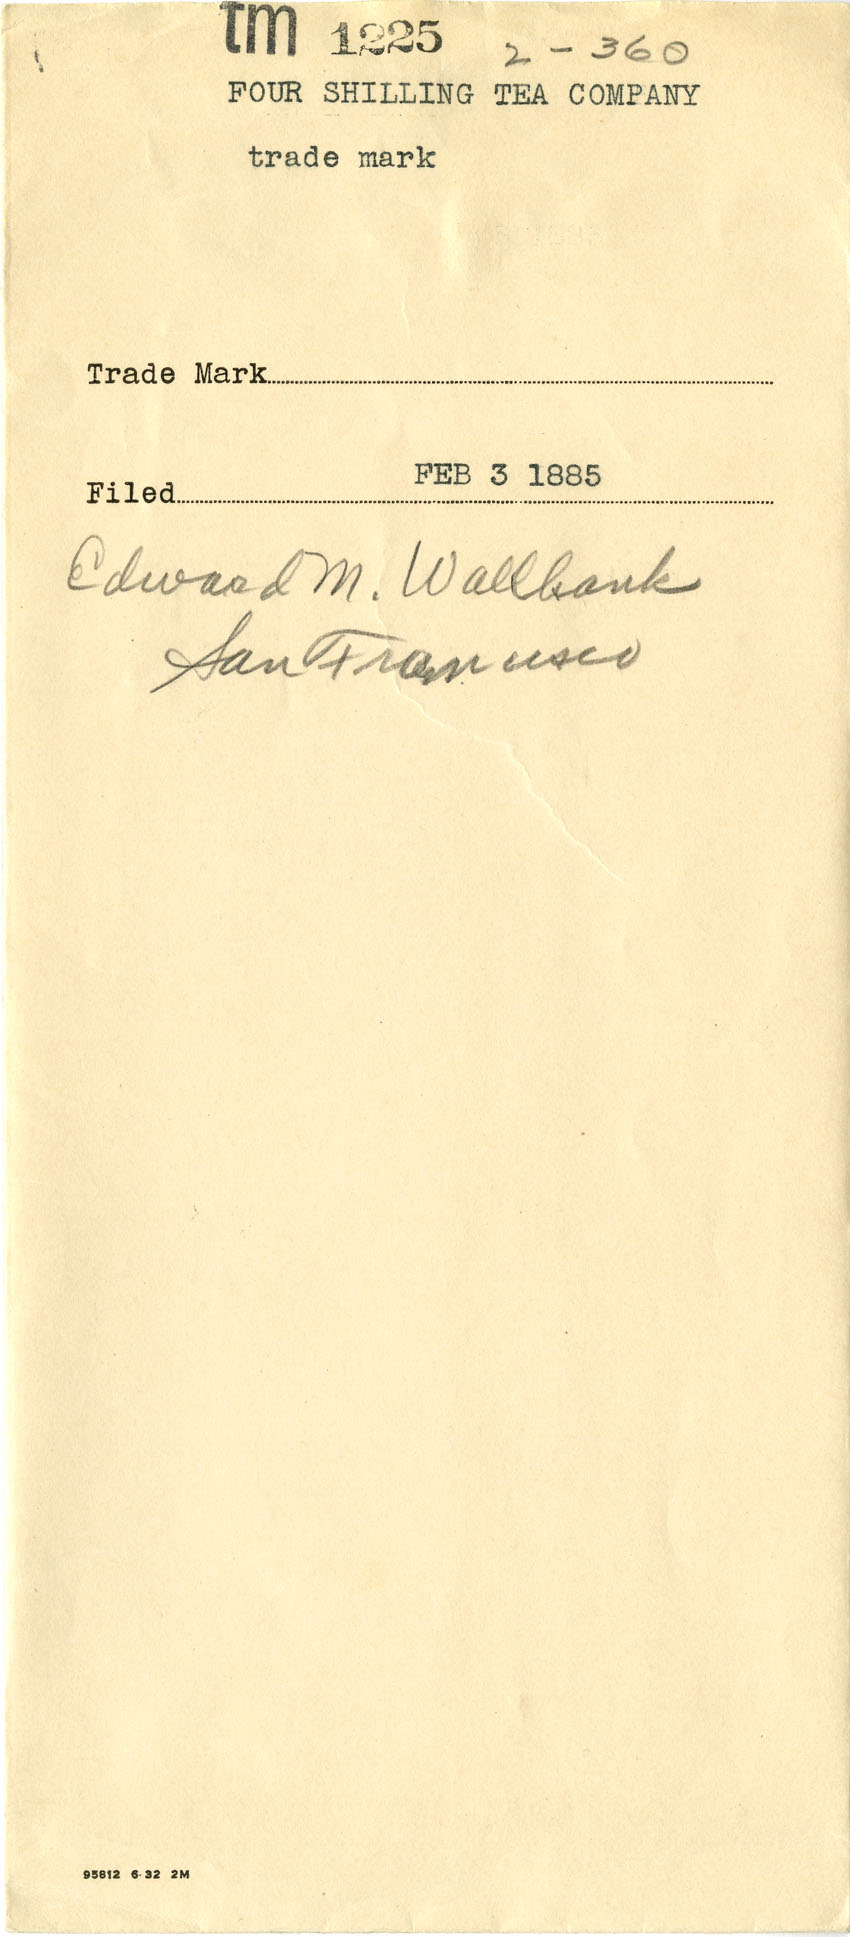 tm 1225 2-360
FOUR SHILLING TEA COMPANY
trade mark
Trade Mark
FEB 3 1885
Filed
Edward M. Wallbank
San Francisco
95812 6-32 2M